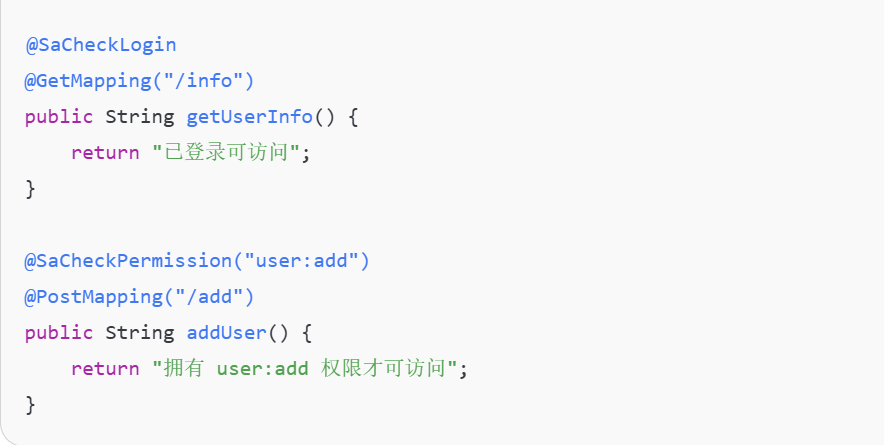 @SaCheckLogin
@GetMapping("/info")
public String getUserInfo() {
    return "已登录可访问";
}

@SaCheckPermission("user:add")
@PostMapping("/add")
public String addUser() {
    return "拥有 user:add 权限才可访问";
}